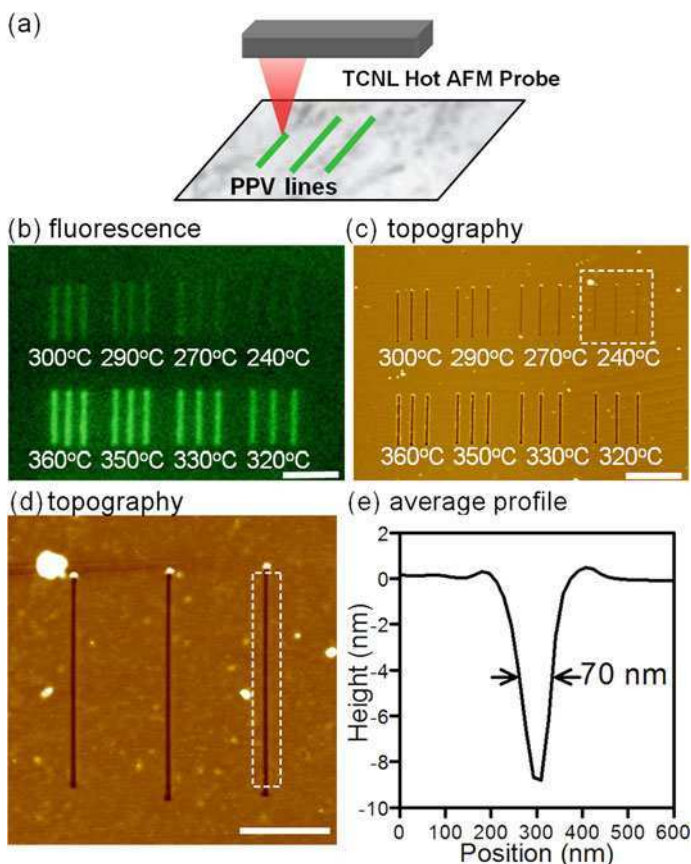 (a)
TCNL Hot AFM Probe
PPV lines
(b) fluorescence
300°C 290°C 270°C 240°C
360°C 350°C 330°C 320°C
(c) topography
300°C 290°C 270°C 240°C
360°C 350°C 330°C 320°C
(d) topography
(e) average profile
Height (nm)
2
0
-2
-4
-6
-8
-10
70 nm
0 100 200 300 400 500 600
Position (nm)